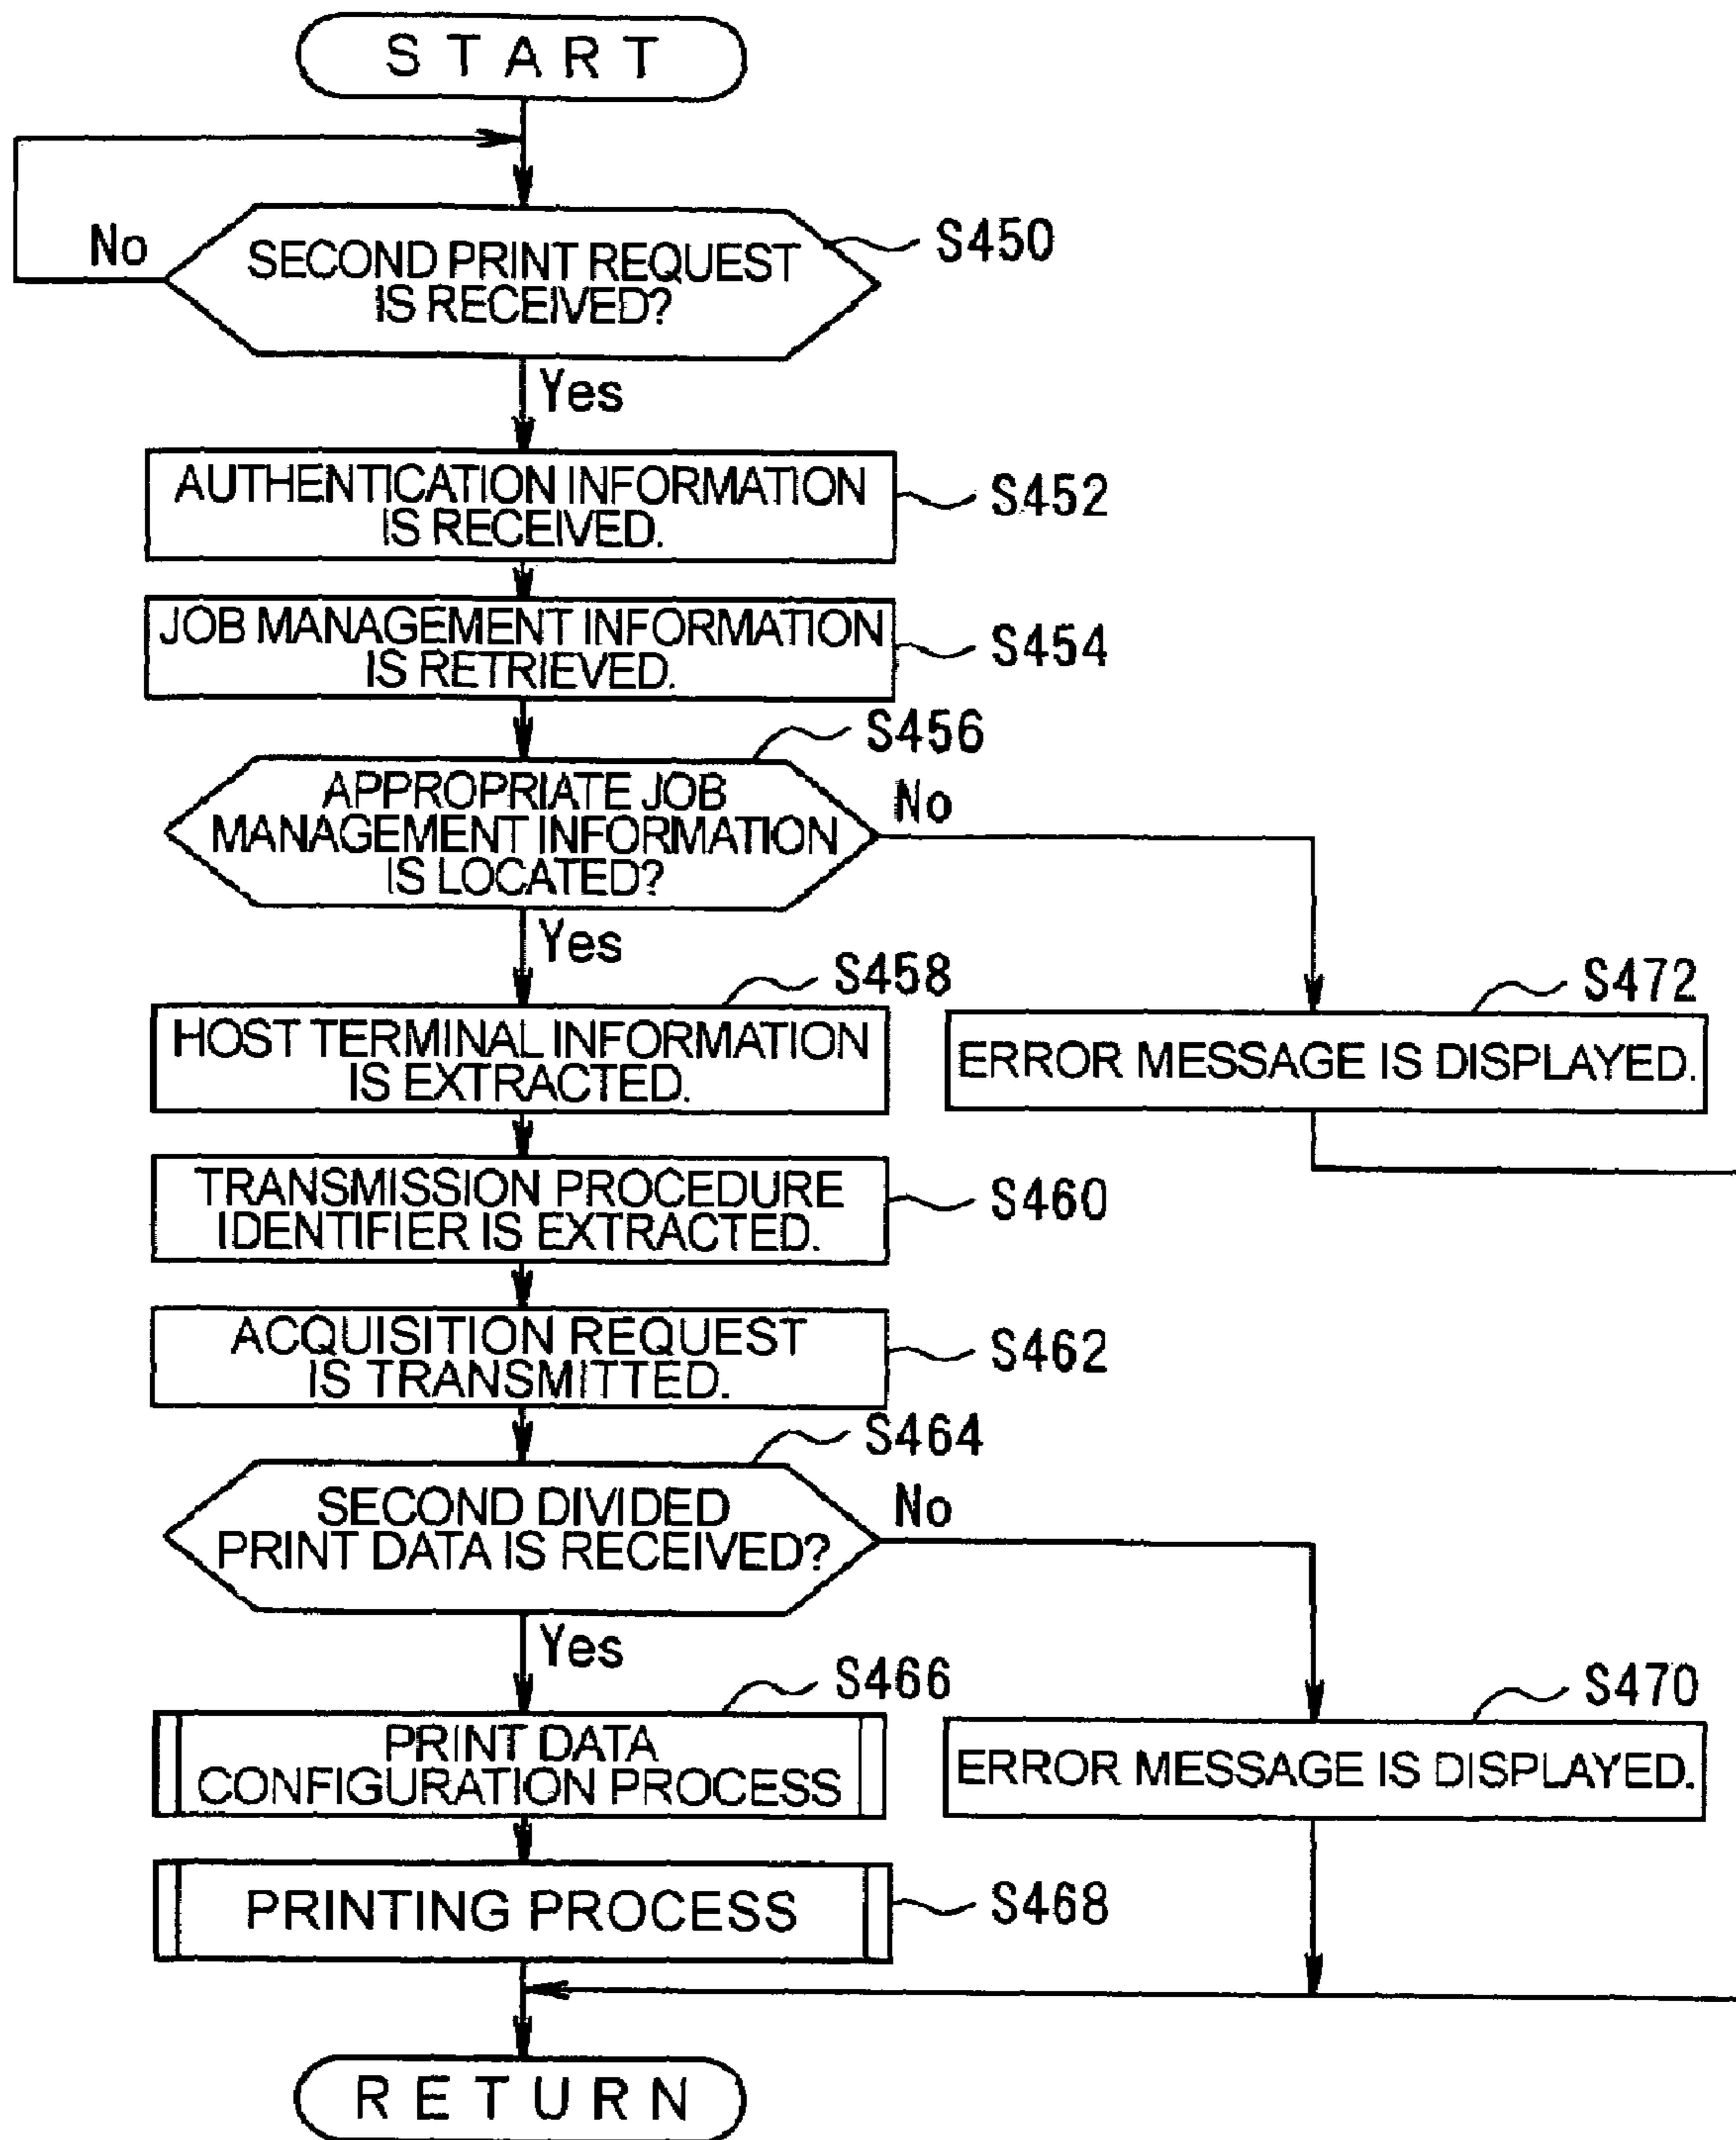 START
No
SECOND PRINT REQUEST
IS RECEIVED?
S450
Yes
AUTHENTICATION INFORMATION
IS RECEIVED.
S452
JOB MANAGEMENT INFORMATION
IS RETRIEVED.
S454
S456
APPROPRIATE JOB
MANAGEMENT INFORMATION
IS LOCATED?
No
Yes
S458
HOST TERMINAL INFORMATION
IS EXTRACTED.
S472
ERROR MESSAGE IS DISPLAYED.
TRANSMISSION PROCEDURE
IDENTIFIER IS EXTRACTED.
S460
ACQUISITION REQUEST
IS TRANSMITTED.
S462
S464
SECOND DIVIDED
PRINT DATA IS RECEIVED?
No
Yes
S466
PRINT DATA
CONFIGURATION PROCESS
S470
ERROR MESSAGE IS DISPLAYED.
PRINTING PROCESS
S468
RETURN